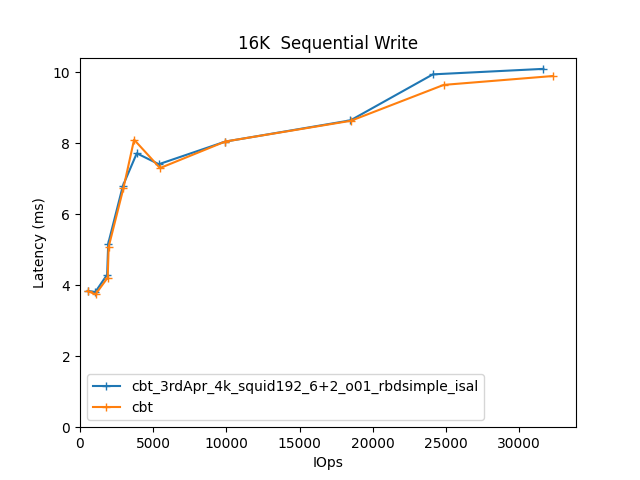 16K  Sequential Write
10
8
6
4
2
0
Latency (ms)
cbt_3rdApr_4k_squid192_6+2_o01_rbdsimple_isal
cbt
0 5000 10000 15000 20000 25000 30000
IOps